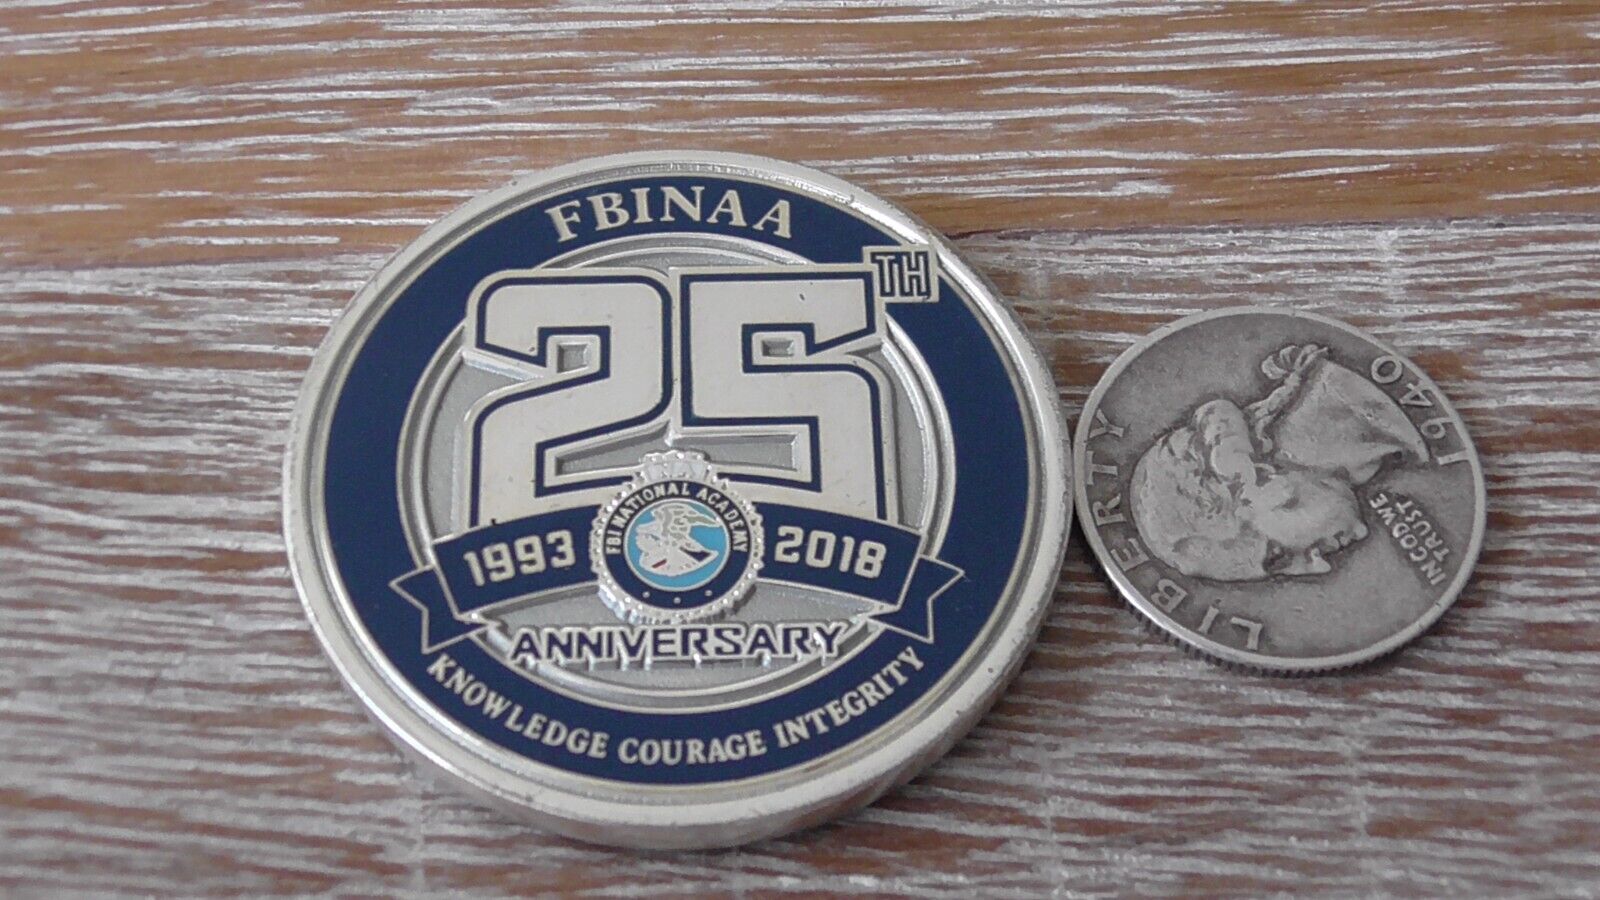 FBINAA
25TH
FBI NATIONAL ACADEMY
1993 2018
ANNIVERSARY
KNOWLEDGE COURAGE INTEGRITY
LIBERTY
IN GOD WE
TRUST
1940